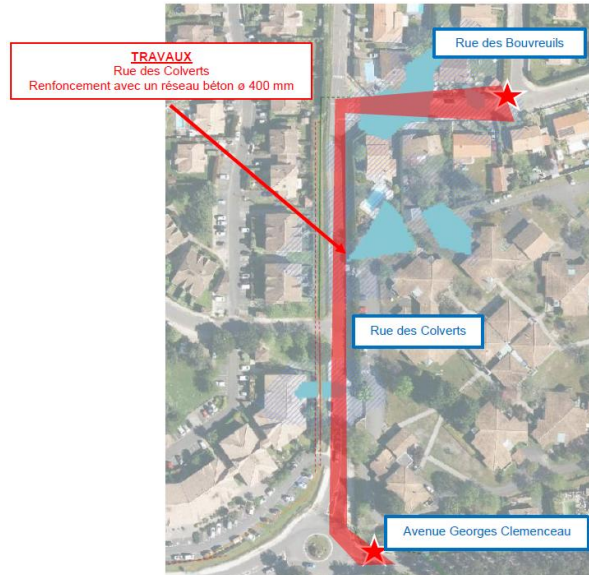 Rue des Bouvreuils
TRAVAUX
Rue des Colverts
Renfoncement avec un réseau béton ø 400 mm
Rue des Colverts
Avenue Georges Clemenceau